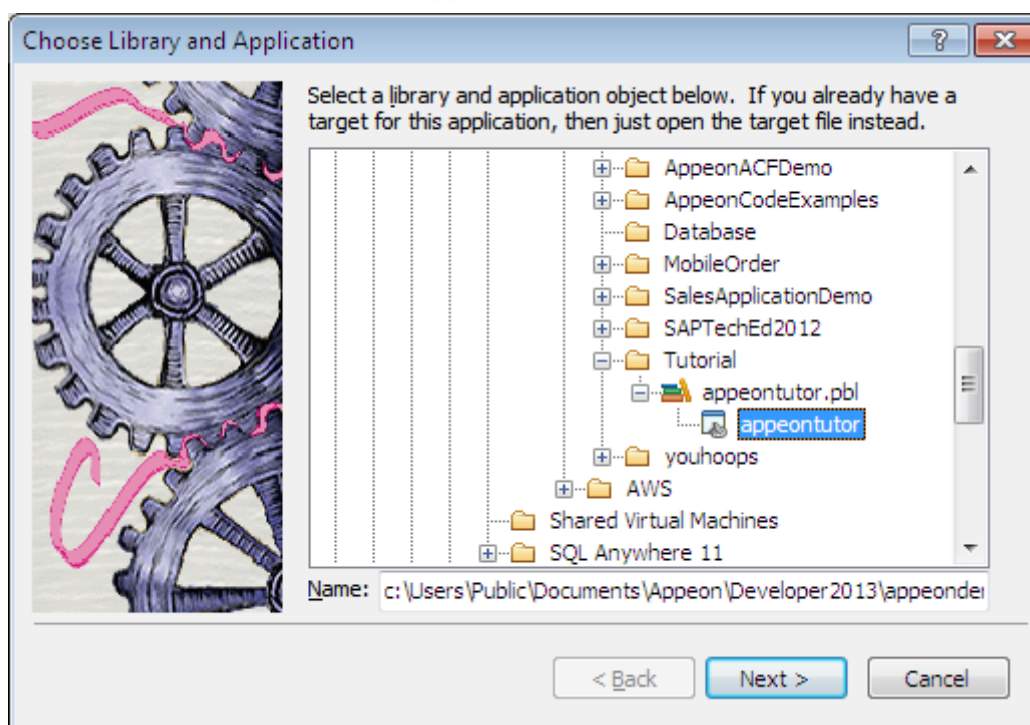 Choose Library and Application
Select a library and application object below. If you already have a
target for this application, then just open the target file instead.
AppeonACFDemo
AppeonCodeExamples
Database
MobileOrder
SalesApplicationDemo
SAPTechEd2012
Tutorial
appeontutor.pbl
appeontutor
youhoops
AWS
Shared Virtual Machines
SQL Anywhere 11
Name: c:\Users\Public\Documents\Appeon\Developer2013\appeonder
< Back Next > Cancel